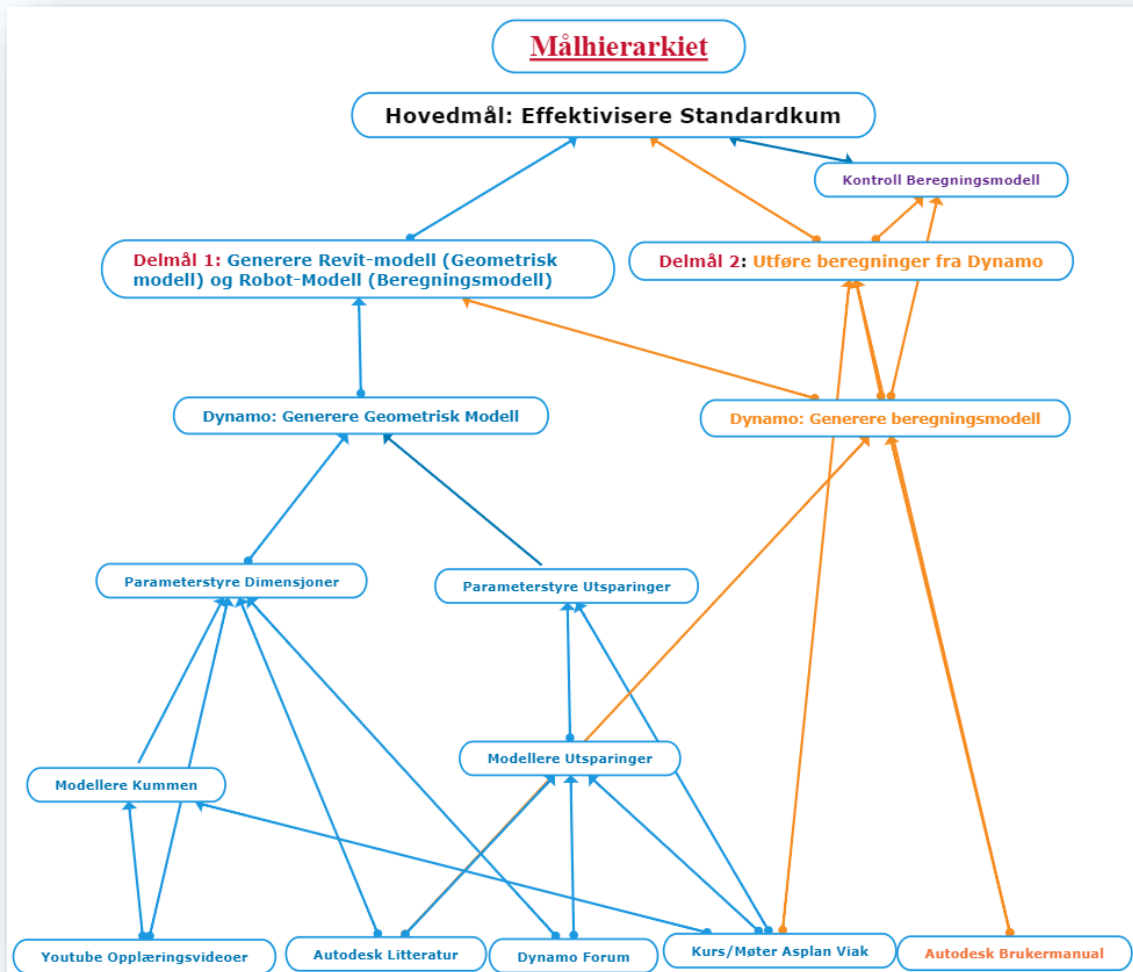 Målhierarkiet
Hovedmål: Effektivisere Standardkum
Kontroll Beregningsmodell
Delmål 1: Generere Revit-modell (Geometrisk
modell) og Robot-Modell (Beregningsmodell)
Delmål 2: Utføre beregninger fra Dynamo
Dynamo: Generere Geometrisk Modell
Dynamo: Generere beregningsmodell
Parameterstyre Dimensjoner
Parameterstyre Utsparinger
Modellere Utsparinger
Modellere Kummen
Youtube Opplæringsvideoer
Autodesk Litteratur
Dynamo Forum
Kurs/Møter Asplan Viak
Autodesk Brukermanual